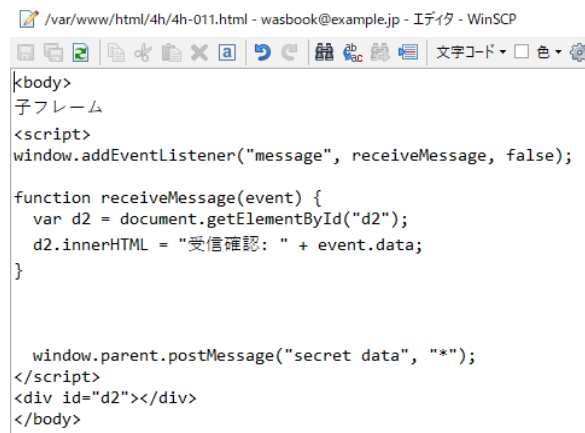 /var/www/html/4h/4h-011.html - wasbook@example.jp - エディタ - WinSCP
文字コード 色
<body>
子フレーム
<script>
window.addEventListener("message", receiveMessage, false);
function receiveMessage(event) {
  var d2 = document.getElementById("d2");
  d2.innerHTML = "受信確認: " + event.data;
}
  window.parent.postMessage("secret data", "*");
</script>
<div id="d2"></div>
</body>